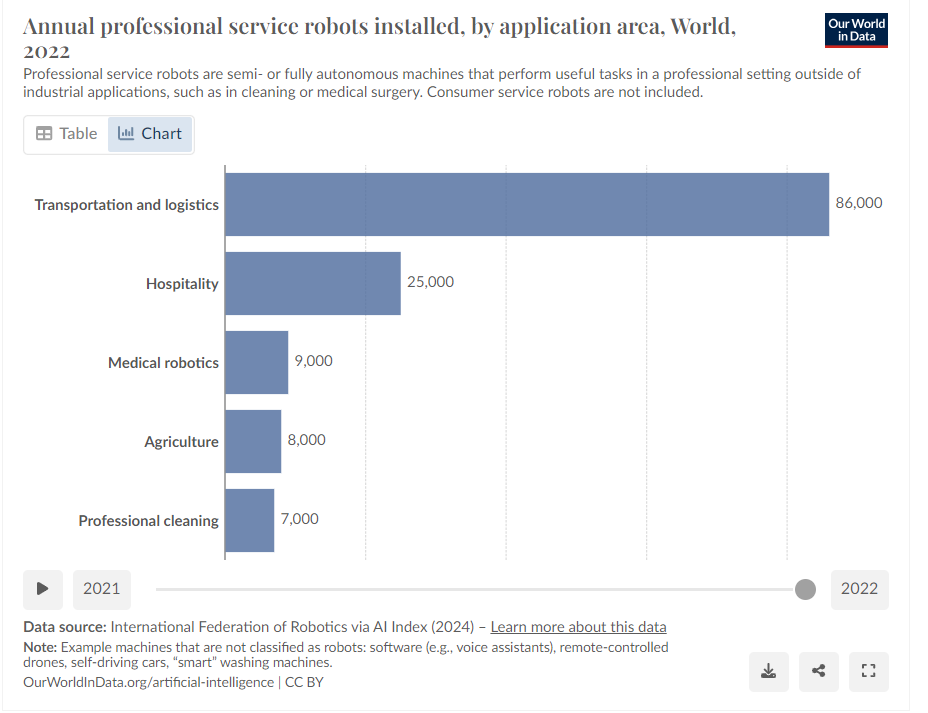 Annual professional service robots installed, by application area, World,
2022
Our World
in Data
Professional service robots are semi- or fully autonomous machines that perform useful tasks in a professional setting outside of
industrial applications, such as in cleaning or medical surgery. Consumer service robots are not included.
Table Chart
Transportation and logistics 86,000
Hospitality 25,000
Medical robotics 9,000
Agriculture 8,000
Professional cleaning 7,000
2021 2022
Data source: International Federation of Robotics via AI Index (2024) – Learn more about this data
Note: Example machines that are not classified as robots: software (e.g., voice assistants), remote-controlled
drones, self-driving cars, “smart” washing machines.
OurWorldInData.org/artificial-intelligence | CC BY